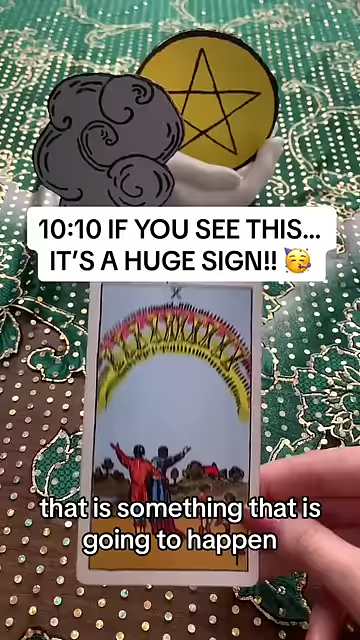 10:10 IF YOU SEE THIS...
IT'S A HUGE SIGN!! 🥳
X
that is something that is
going to happen